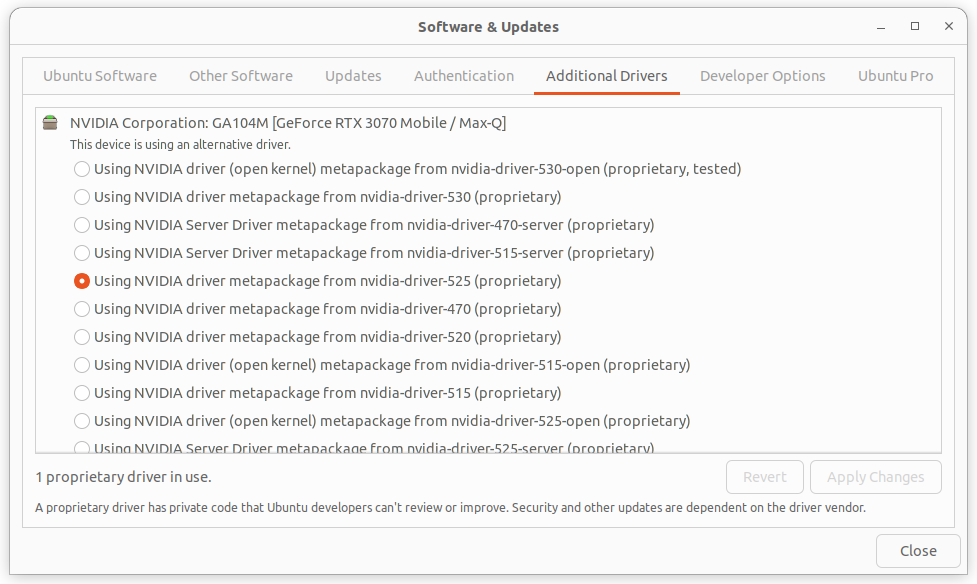 Software & Updates
Ubuntu Software Other Software Updates Authentication Additional Drivers Developer Options Ubuntu Pro
NVIDIA Corporation: GA104M [GeForce RTX 3070 Mobile / Max-Q]
This device is using an alternative driver.
Using NVIDIA driver (open kernel) metapackage from nvidia-driver-530-open (proprietary, tested)
Using NVIDIA driver metapackage from nvidia-driver-530 (proprietary)
Using NVIDIA Server Driver metapackage from nvidia-driver-470-server (proprietary)
Using NVIDIA Server Driver metapackage from nvidia-driver-515-server (proprietary)
Using NVIDIA driver metapackage from nvidia-driver-525 (proprietary)
Using NVIDIA driver metapackage from nvidia-driver-470 (proprietary)
Using NVIDIA driver metapackage from nvidia-driver-520 (proprietary)
Using NVIDIA driver (open kernel) metapackage from nvidia-driver-515-open (proprietary)
Using NVIDIA driver metapackage from nvidia-driver-515 (proprietary)
Using NVIDIA driver (open kernel) metapackage from nvidia-driver-525-open (proprietary)
Using NVIDIA Server Driver metapackage from nvidia-driver-525-server (proprietary)
1 proprietary driver in use.
Revert Apply Changes
A proprietary driver has private code that Ubuntu developers can't review or improve. Security and other updates are dependent on the driver vendor.
Close